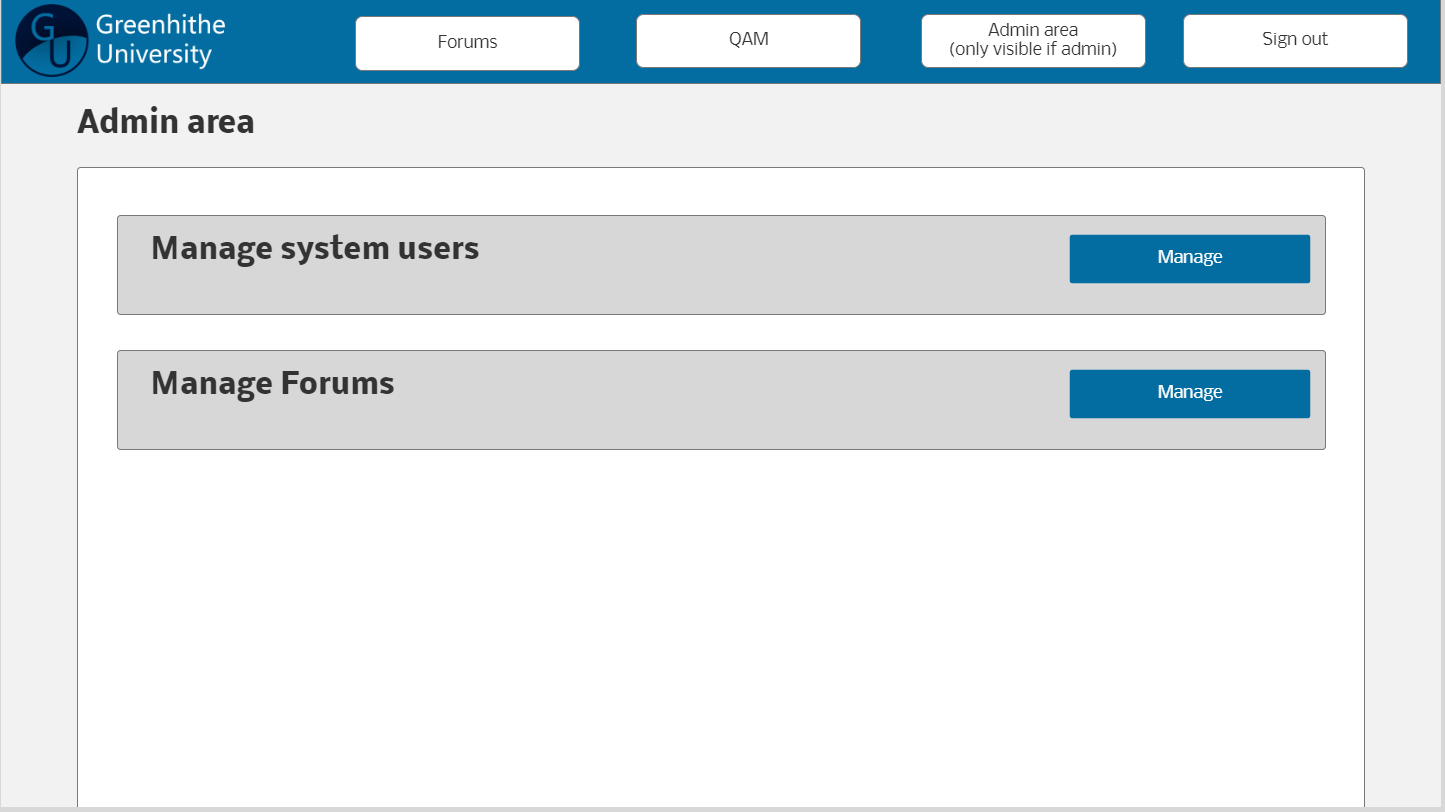 GU
Greenhithe
University
Forums
QAM
Admin area
(only visible if admin)
Sign out
Admin area
Manage system users
Manage
Manage Forums
Manage